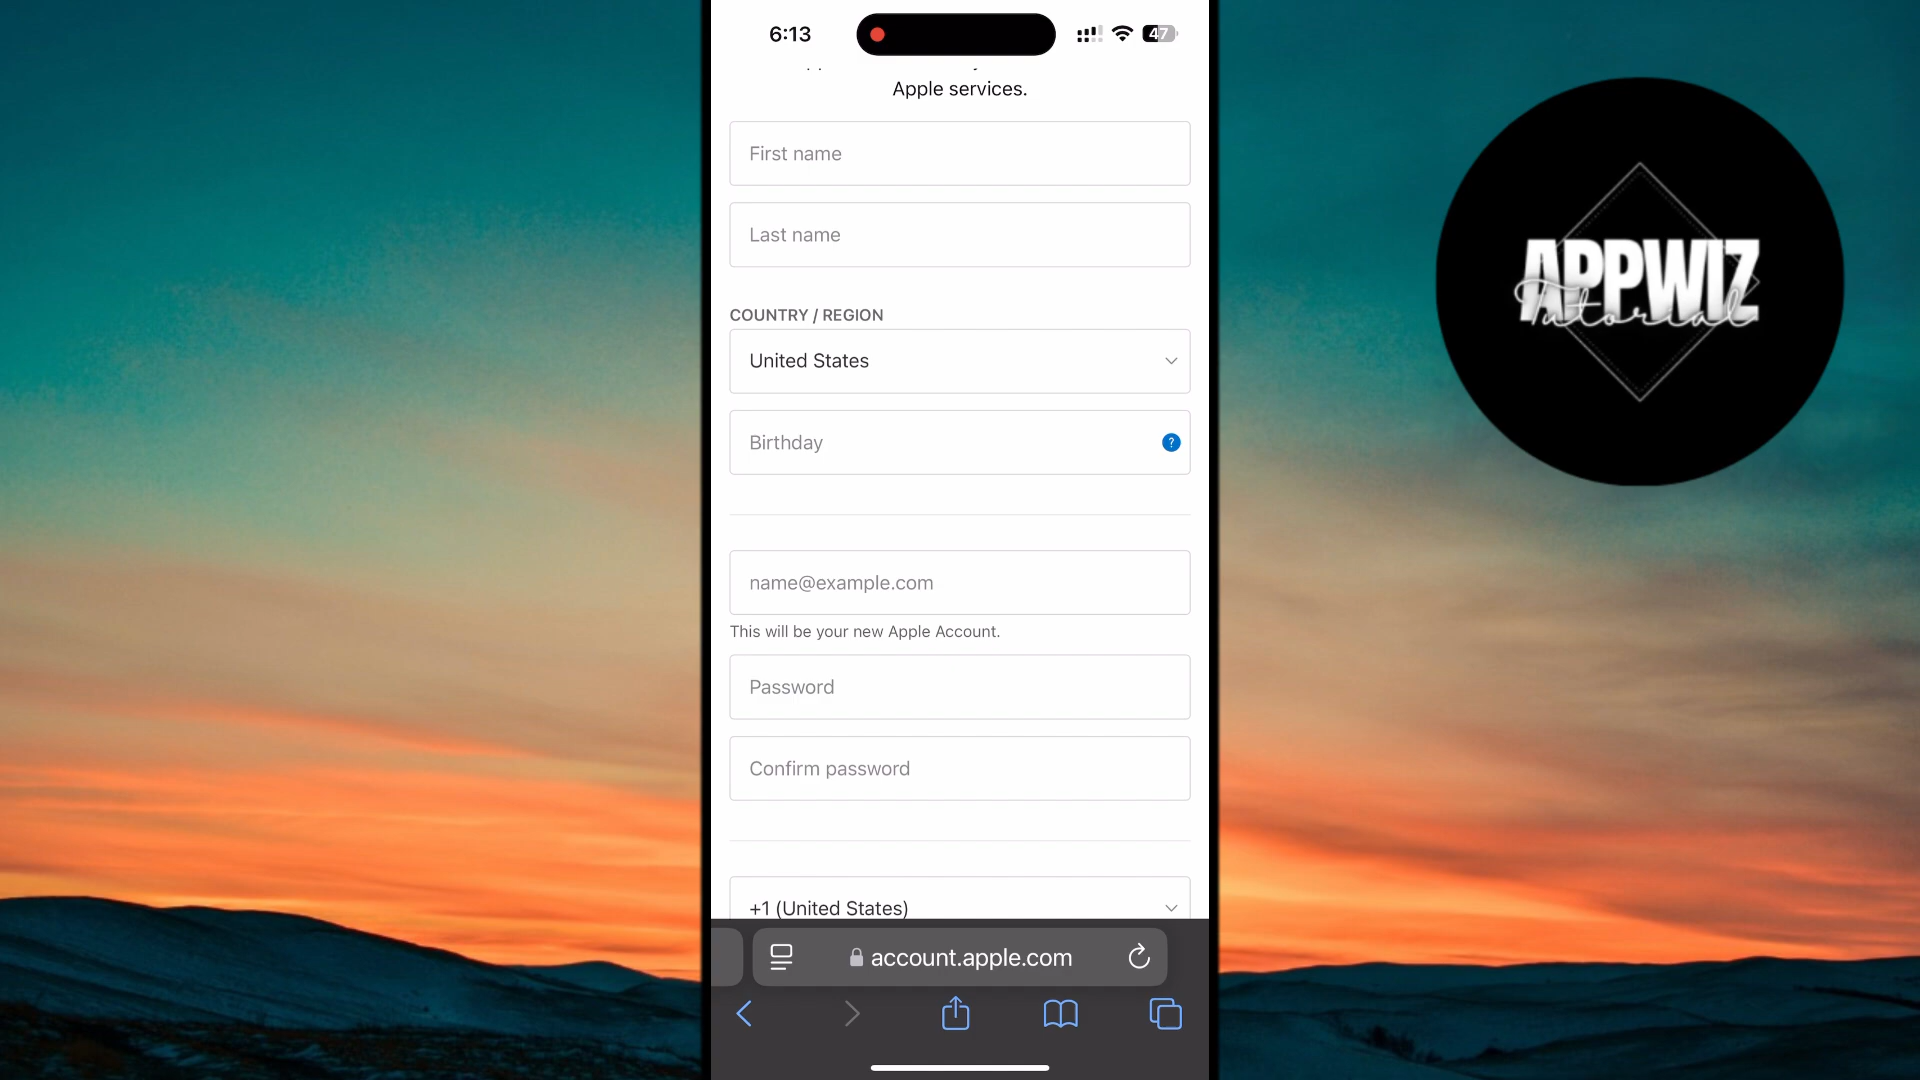 6:13
47
Apple services.
First name
Last name
COUNTRY / REGION
United States
Birthday
?
name@example.com
This will be your new Apple Account.
Password
Confirm password
+1 (United States)
account.apple.com
APPWIZ
Tutorial